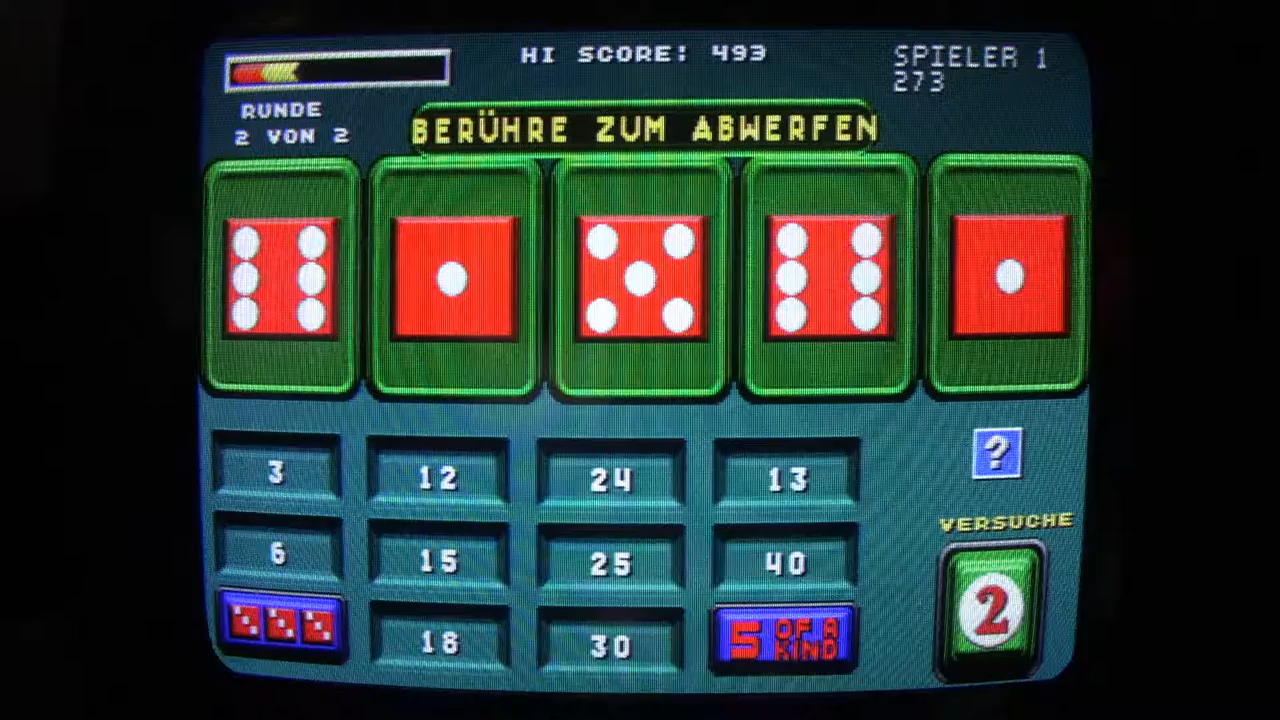 HI SCORE: 493
SPIELER 1
273
RUNDE
2 VON 2
BERÜHRE ZUM ABWERFEN
3
12
24
13
?
6
15
25
40
VERSUCHE
2
18
30
5 OF A KIND